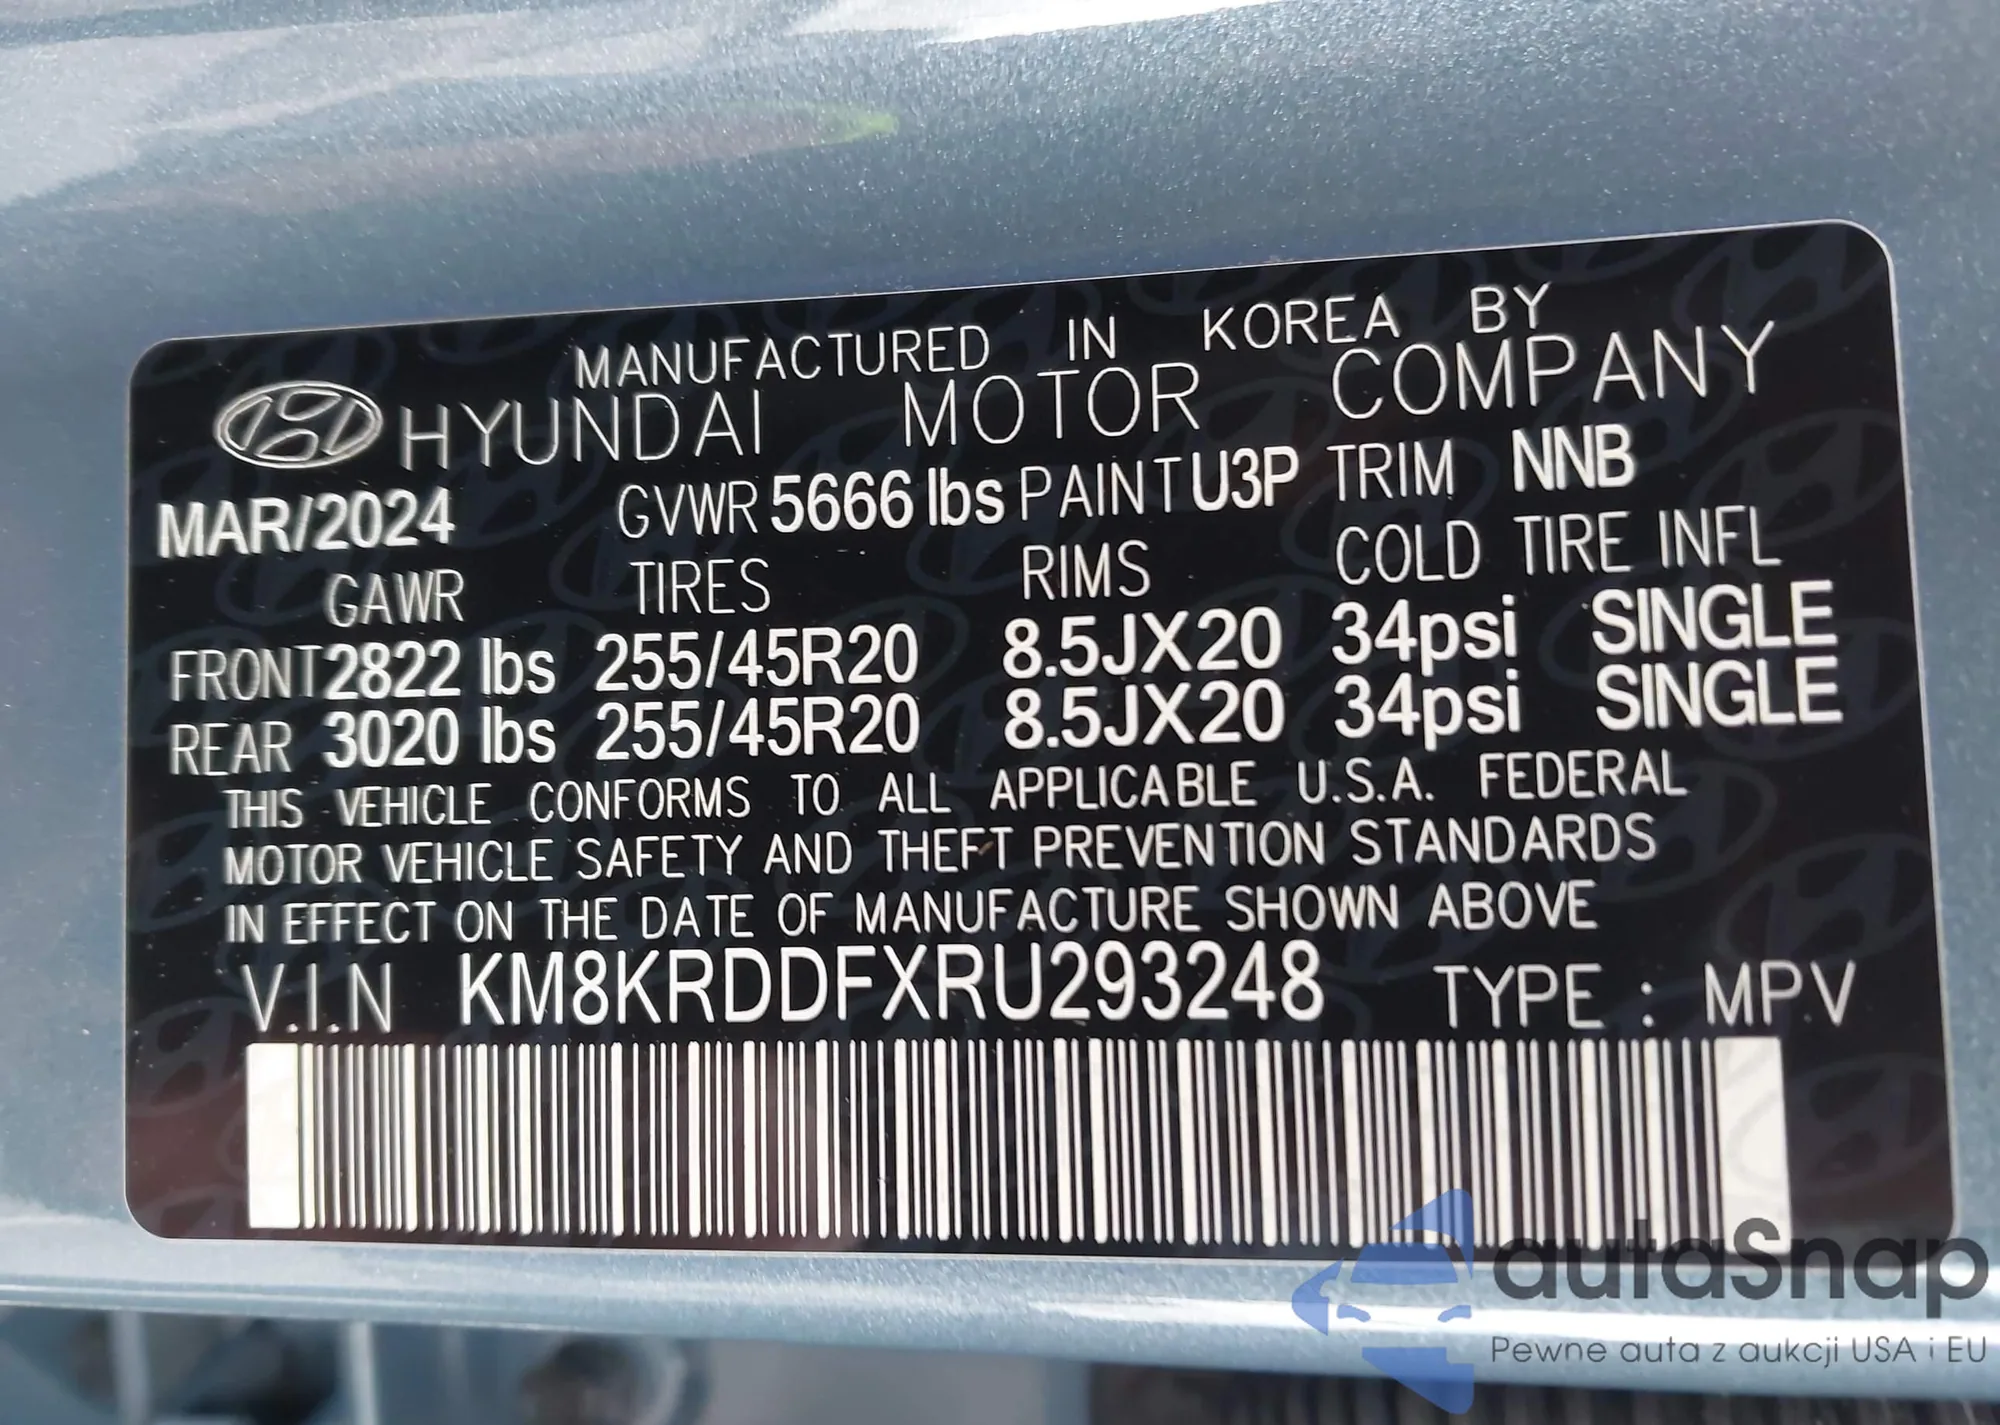 MANUFACTURED IN KOREA BY
HYUNDAI MOTOR COMPANY
MAR/2024 GVWR 5666 lbs PAINT U3P TRIM NNB
GAWR TIRES RIMS COLD TIRE INFL
FRONT 2822 lbs 255/45R20 8.5JX20 34psi SINGLE
REAR 3020 lbs 255/45R20 8.5JX20 34psi SINGLE
THIS VEHICLE CONFORMS TO ALL APPLICABLE U.S.A. FEDERAL
MOTOR VEHICLE SAFETY AND THEFT PREVENTION STANDARDS
IN EFFECT ON THE DATE OF MANUFACTURE SHOWN ABOVE
V.I.N KM8KRDDFXRU293248 TYPE : MPV
autaSnap
Pewne auta z aukcji USA i EU